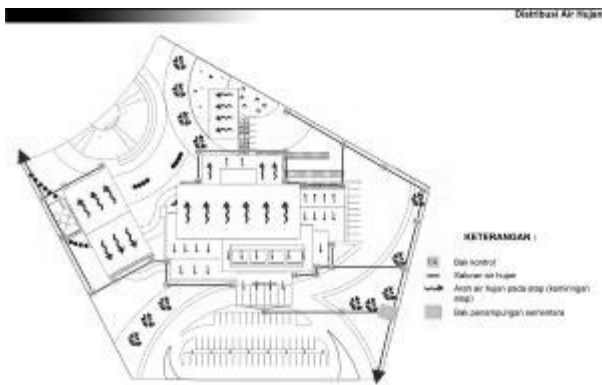 Distribusi Air Hujan
KETERANGAN :
Bak kontrol
Saluran air hujan
Arah air hujan pada atap (kemiringan
atap)
Bak penampungan sementara